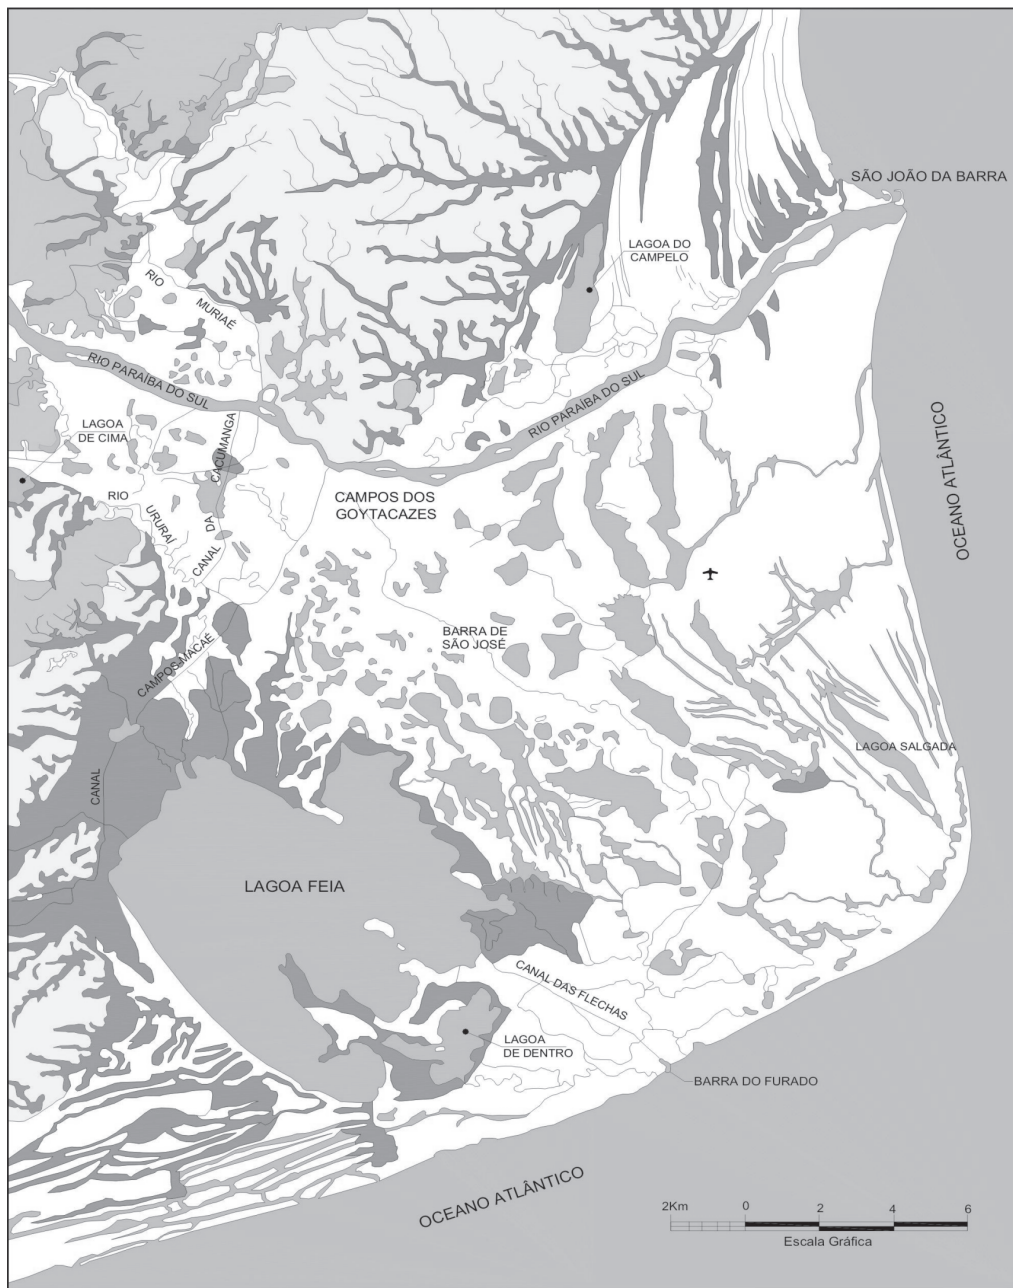 SÃO JOÃO DA BARRA
LAGOA DO
CAMPELO
RIO
MURIAÉ
RIO PARAÍBA DO SUL
RIO PARAÍBA DO SUL
LAGOA
DE CIMA
CANAL DA CACUMANGA
OCEANO ATLÂNTICO
RIO
URURAÍ
CAMPOS DOS
GOYTACAZES
BARRA DE
SÃO JOSÉ
CANAL
CAMPOS-MACAÉ
LAGOA SALGADA
LAGOA FEIA
CANAL DAS FLECHAS
LAGOA
DE DENTRO
BARRA DO FURADO
OCEANO ATLÂNTICO
2Km 0 2 4 6
Escala Gráfica